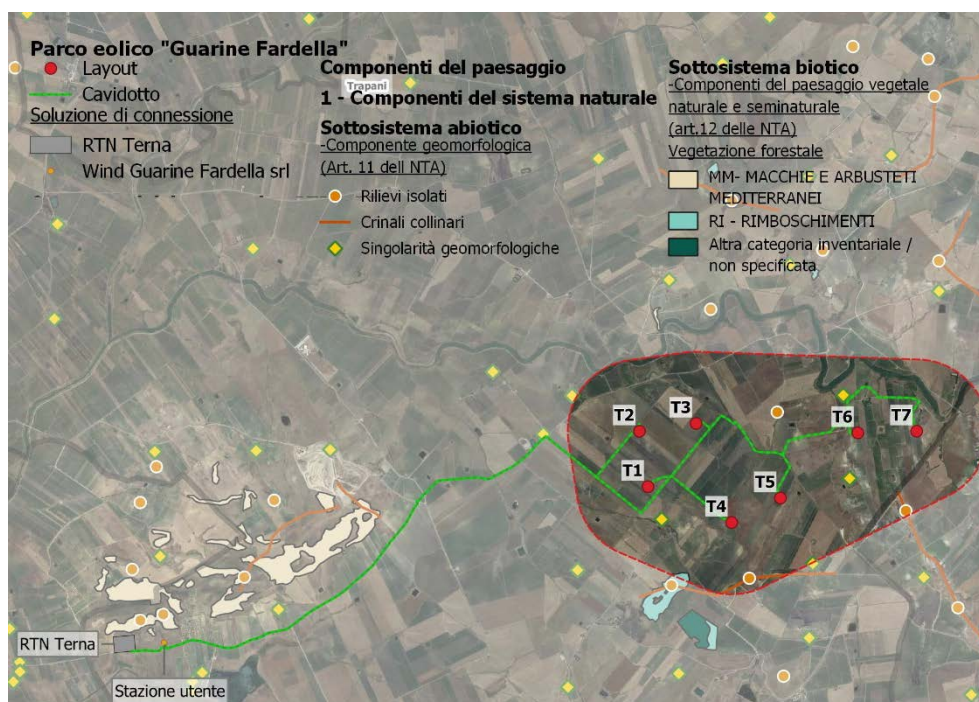 Parco eolico "Guarine Fardella"
Layout
Cavidotto
Soluzione di connessione
RTN Terna
Wind Guarine Fardella srl
Trapani
Componenti del paesaggio
1 - Componenti del sistema naturale
Sottosistema abiotico
-Componente geomorfologica
(Art. 11 dell NTA)
Rilievi isolati
Crinali collinari
Singolarità geomorfologiche
Sottosistema biotico
-Componenti del paesaggio vegetale
naturale e seminaturale
(art.12 delle NTA)
Vegetazione forestale
MM- MACCHIE E ARBUSTETI
MEDITERRANEI
RI - RIMBOSCHIMENTI
Altra categoria inventariale /
non specificata
T2
T3
T6
T7
T1
T5
T4
RTN Terna
Stazione utente